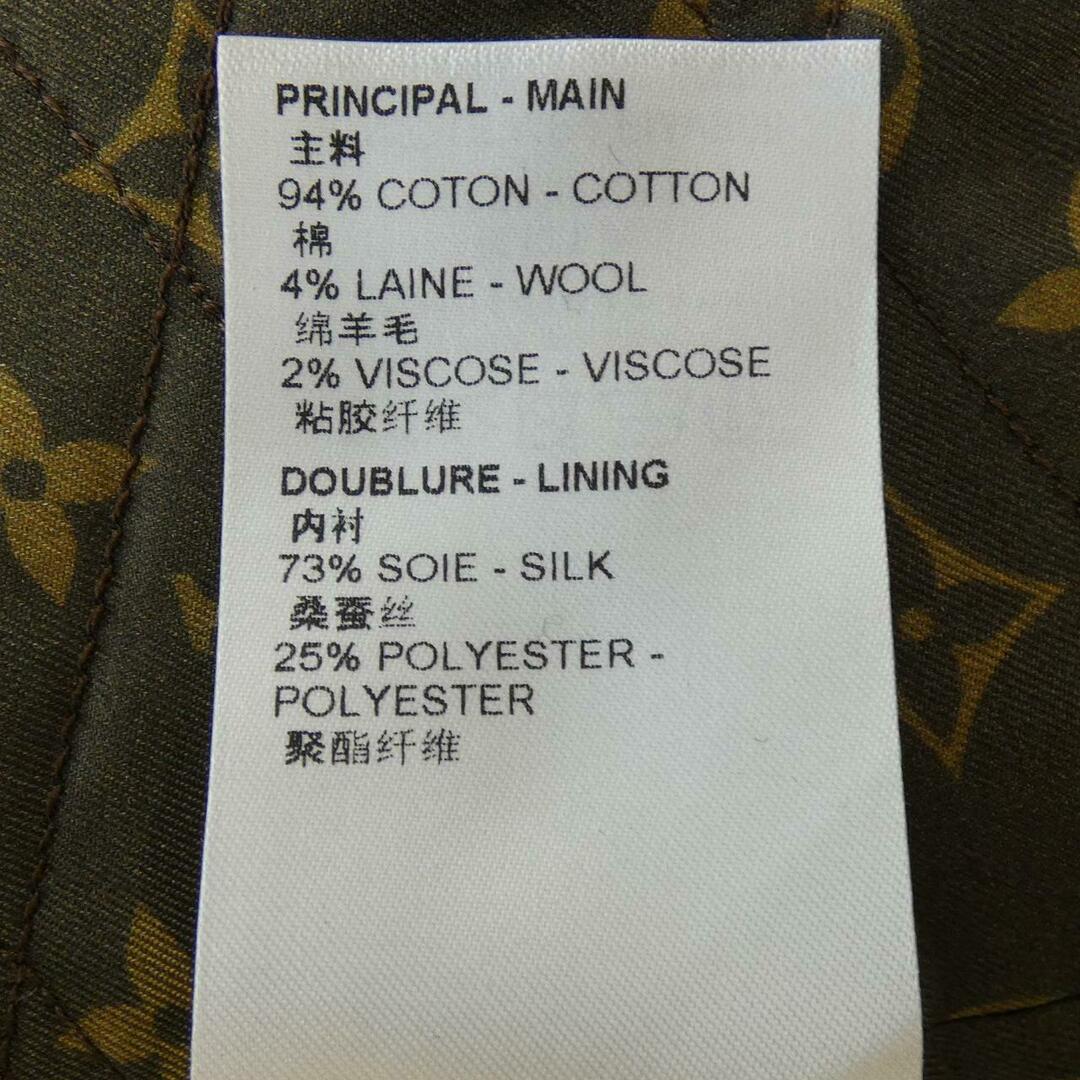 PRINCIPAL - MAIN
主料
94% COTON - COTTON
棉
4% LAINE - WOOL
绵羊毛
2% VISCOSE - VISCOSE
粘胶纤维
DOUBLURE - LINING
内衬
73% SOIE - SILK
桑蚕丝
25% POLYESTER -
POLYESTER
聚酯纤维